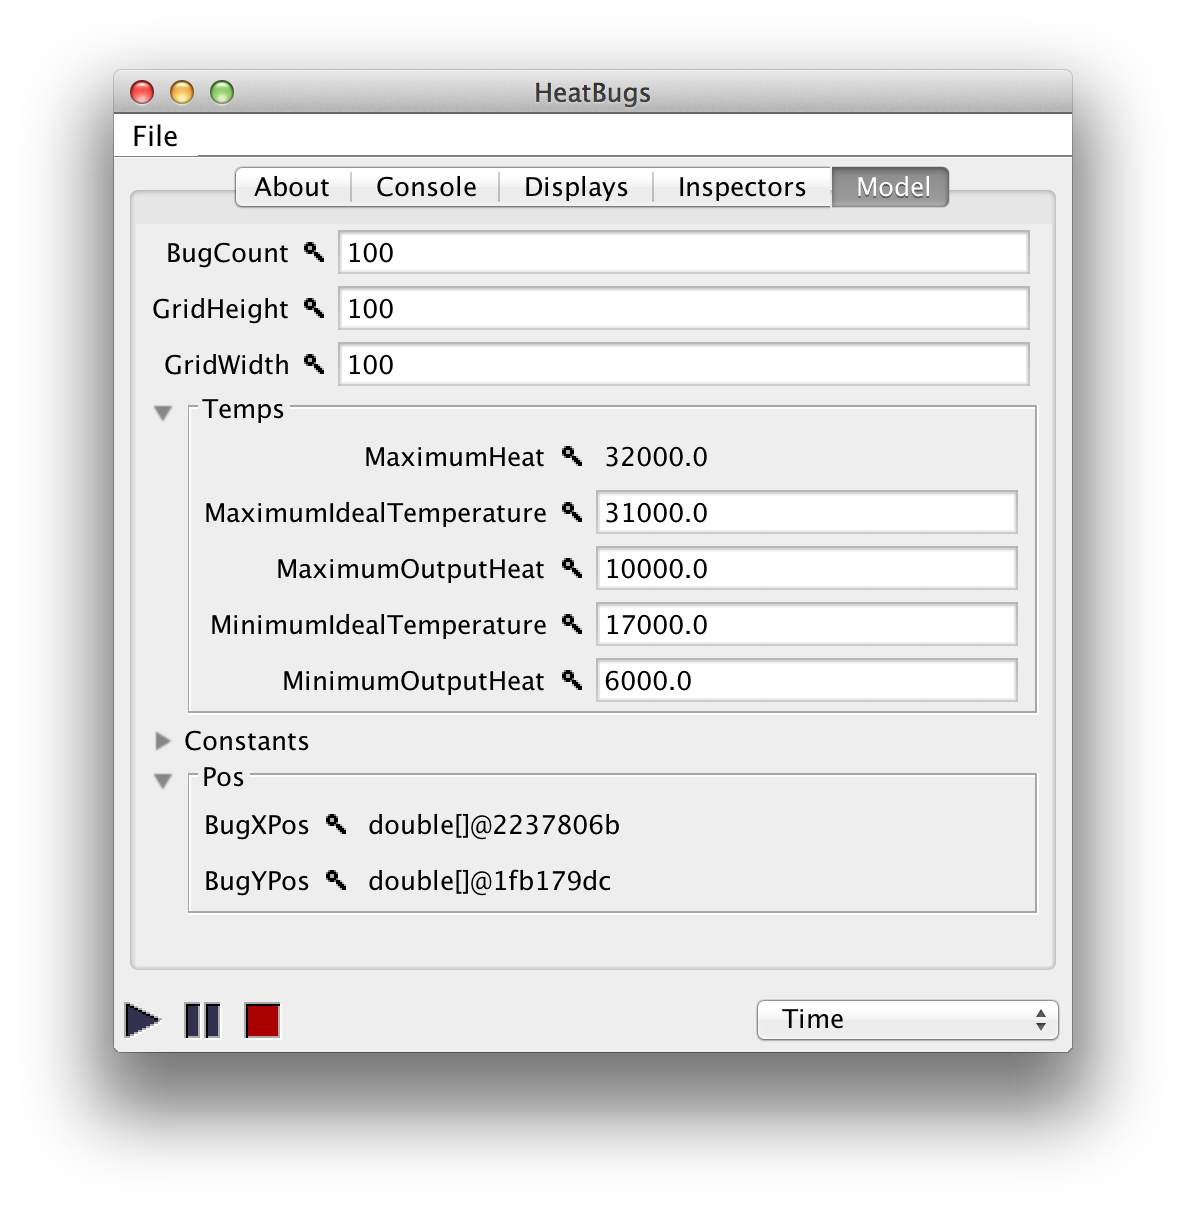 HeatBugs
File
About Console Displays Inspectors Model
BugCount 100
GridHeight 100
GridWidth 100
Temps
MaximumHeat 32000.0
MaximumIdealTemperature 31000.0
MaximumOutputHeat 10000.0
MinimumIdealTemperature 17000.0
MinimumOutputHeat 6000.0
Constants
Pos
BugXPos double[]@2237806b
BugYPos double[]@1fb179dc
Time